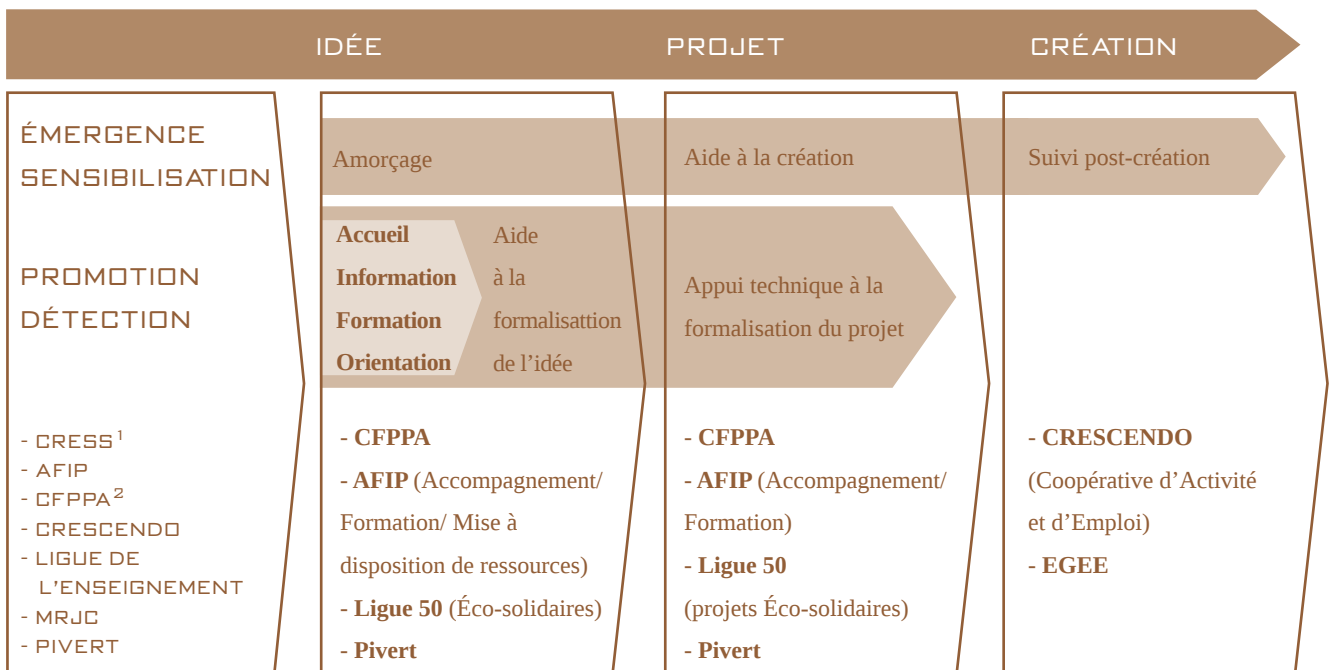 IDÉE
PROJET
CRÉATION
ÉMERGENCE
SENSIBILISATION
PROMOTION
DÉTECTION
- CRESS¹
- AFIP
- CFPPA²
- CRESCENDO
- LIGUE DE
L'ENSEIGNEMENT
- MRJC
- PIVERT
Amorçage
Accueil
Information
Formation
Orientation
Aide
à la
formalisattion
de l’idée
- CFPPA
- AFIP (Accompagnement/
Formation/ Mise à
disposition de ressources)
- Ligue 50 (Éco-solidaires)
- Pivert
Aide à la création
Appui technique à la
formalisation du projet
- CFPPA
- AFIP (Accompagnement/
Formation)
- Ligue 50
(projets Éco-solidaires)
- Pivert
Suivi post-création
- CRESCENDO
(Coopérative d’Activité
et d’Emploi)
- EGEE